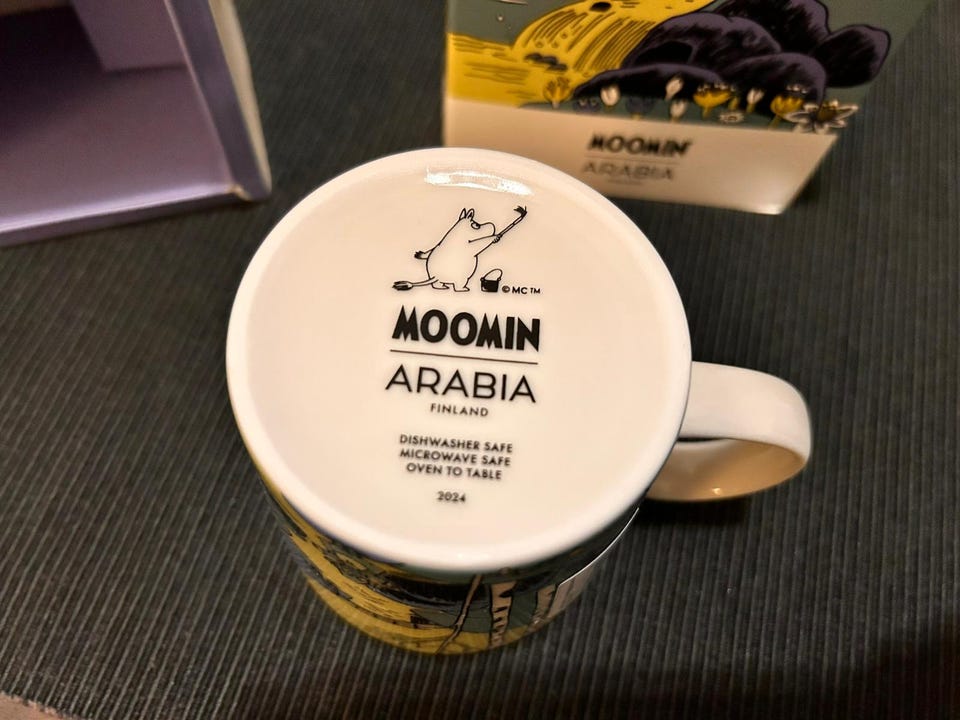 MOOMIN
ARABIA
© MC ™
MOOMIN
ARABIA
FINLAND
DISHWASHER SAFE
MICROWAVE SAFE
OVEN TO TABLE
2024